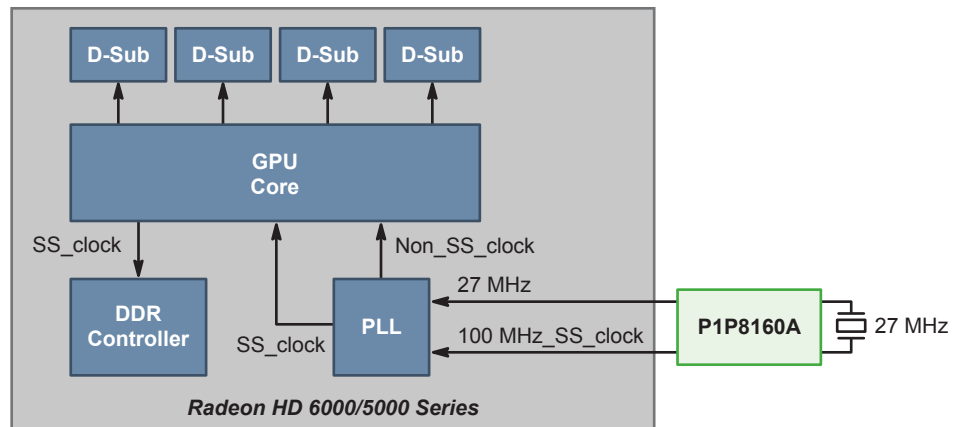 D-Sub
D-Sub
D-Sub
D-Sub
GPU
Core
SS_clock
Non_SS_clock
DDR
Controller
SS_clock
PLL
27 MHz
100 MHz_SS_clock
P1P8160A
27 MHz
Radeon HD 6000/5000 Series